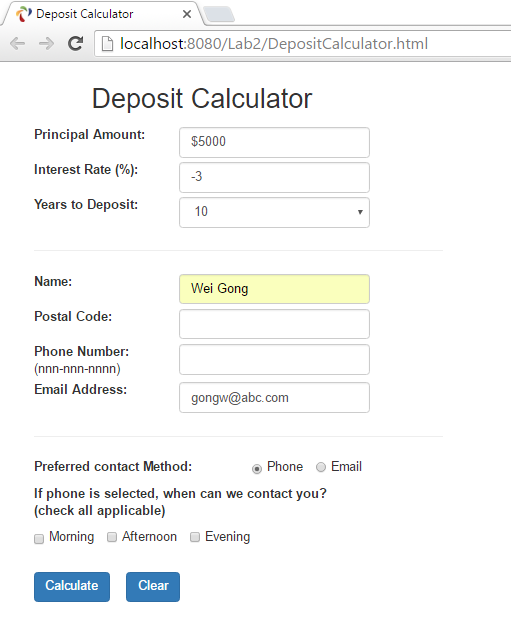 Deposit Calculator
localhost:8080/Lab2/DepositCalculator.html
Deposit Calculator
Principal Amount: $5000
Interest Rate (%): -3
Years to Deposit: 10
Name: Wei Gong
Postal Code:
Phone Number:
(nnn-nnn-nnnn)
Email Address: gongw@abc.com
Preferred contact Method: Phone Email
If phone is selected, when can we contact you?
(check all applicable)
Morning Afternoon Evening
Calculate Clear